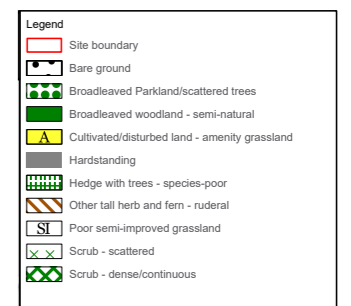 Legend
Site boundary
Bare ground
Broadleaved Parkland/scattered trees
Broadleaved woodland - semi-natural
A Cultivated/disturbed land - amenity grassland
Hardstanding
Hedge with trees - species-poor
Other tall herb and fern - ruderal
SI Poor semi-improved grassland
Scrub - scattered
Scrub - dense/continuous